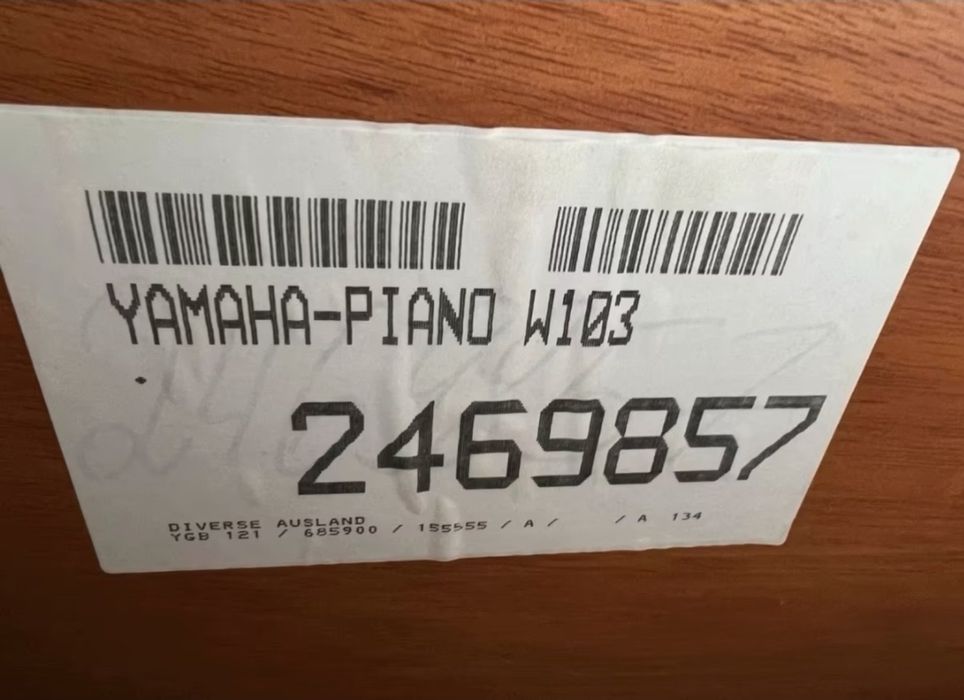 YAMAHA-PIANO W103
2469857
DIVERSE AUSLAND
YGB 121 / 685900 / 155555 / A / / A 134